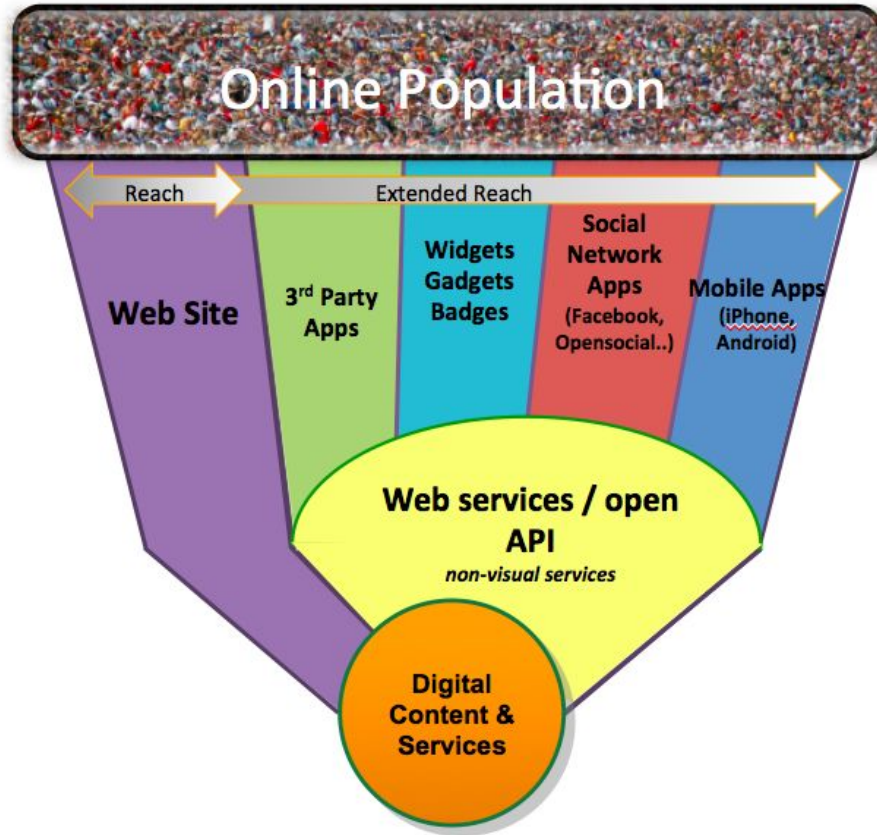 Online Population
Reach
Extended Reach
Web Site
3rd Party
Apps
Widgets
Gadgets
Badges
Social
Network
Apps
(Facebook,
Opensocial..)
Mobile Apps
(iPhone,
Android)
Web services / open
API
non-visual services
Digital
Content &
Services